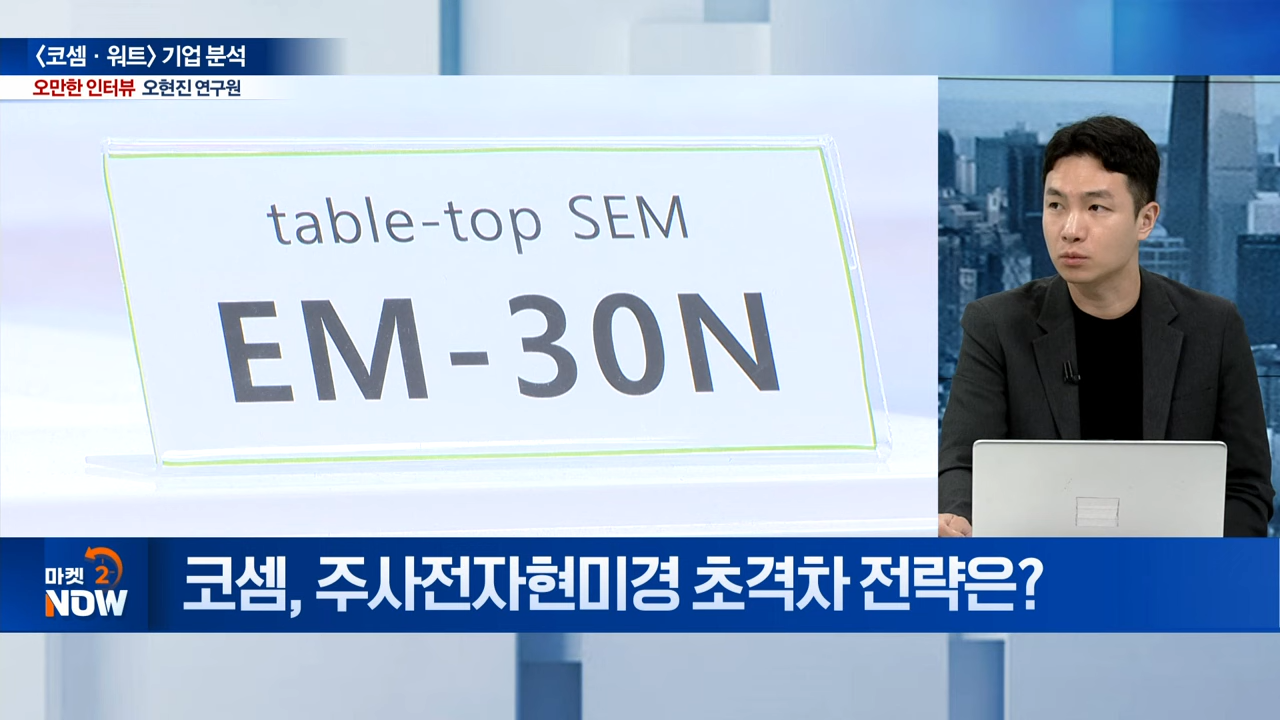 〈코셈·워트〉 기업 분석
오만한 인터뷰 오현진 연구원
table-top SEM
EM-30N
마켓 2
NOW
코셈, 주사전자현미경 초격차 전략은?